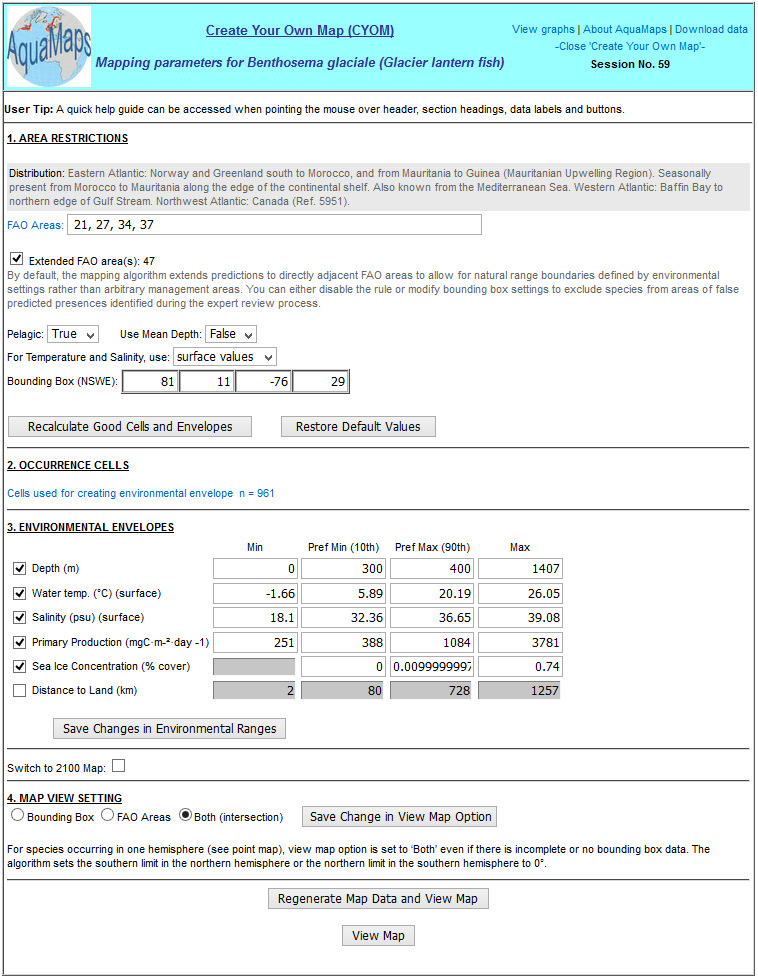 AquaMaps
Create Your Own Map (CYOM)
Mapping parameters for Benthosema glaciale (Glacier lantern fish)
View graphs | About AquaMaps | Download data
-Close 'Create Your Own Map'-
Session No. 59
User Tip: A quick help guide can be accessed when pointing the mouse over header, section headings, data labels and buttons.
1. AREA RESTRICTIONS
Distribution: Eastern Atlantic: Norway and Greenland south to Morocco, and from Mauritania to Guinea (Mauritanian Upwelling Region). Seasonally
present from Morocco to Mauritania along the edge of the continental shelf. Also known from the Mediterranean Sea. Western Atlantic: Baffin Bay to
northern edge of Gulf Stream. Northwest Atlantic: Canada (Ref. 5951).
FAO Areas: 21, 27, 34, 37
Extended FAO area(s): 47
By default, the mapping algorithm extends predictions to directly adjacent FAO areas to allow for natural range boundaries defined by environmental
settings rather than arbitrary management areas. You can either disable the rule or modify bounding box settings to exclude species from areas of false
predicted presences identified during the expert review process.
Pelagic: True Use Mean Depth: False
For Temperature and Salinity, use: surface values
Bounding Box (NSWE): 81 11 -76 29
Recalculate Good Cells and Envelopes Restore Default Values
2. OCCURRENCE CELLS
Cells used for creating environmental envelope n = 961
3. ENVIRONMENTAL ENVELOPES
Min Pref Min (10th) Pref Max (90th) Max
Depth (m) 0 300 400 1407
Water temp. (°C) (surface) -1.66 5.89 20.19 26.05
Salinity (psu) (surface) 18.1 32.36 36.65 39.08
Primary Production (mgC·m-²·day -1) 251 388 1084 3781
Sea Ice Concentration (% cover) 0 0.0099999997 0.74
Distance to Land (km) 2 80 728 1257
Save Changes in Environmental Ranges
Switch to 2100 Map:
4. MAP VIEW SETTING
Bounding Box FAO Areas Both (intersection) Save Change in View Map Option
For species occurring in one hemisphere (see point map), view map option is set to ‘Both’ even if there is incomplete or no bounding box data. The
algorithm sets the southern limit in the northern hemisphere or the northern limit in the southern hemisphere to 0°.
Regenerate Map Data and View Map
View Map